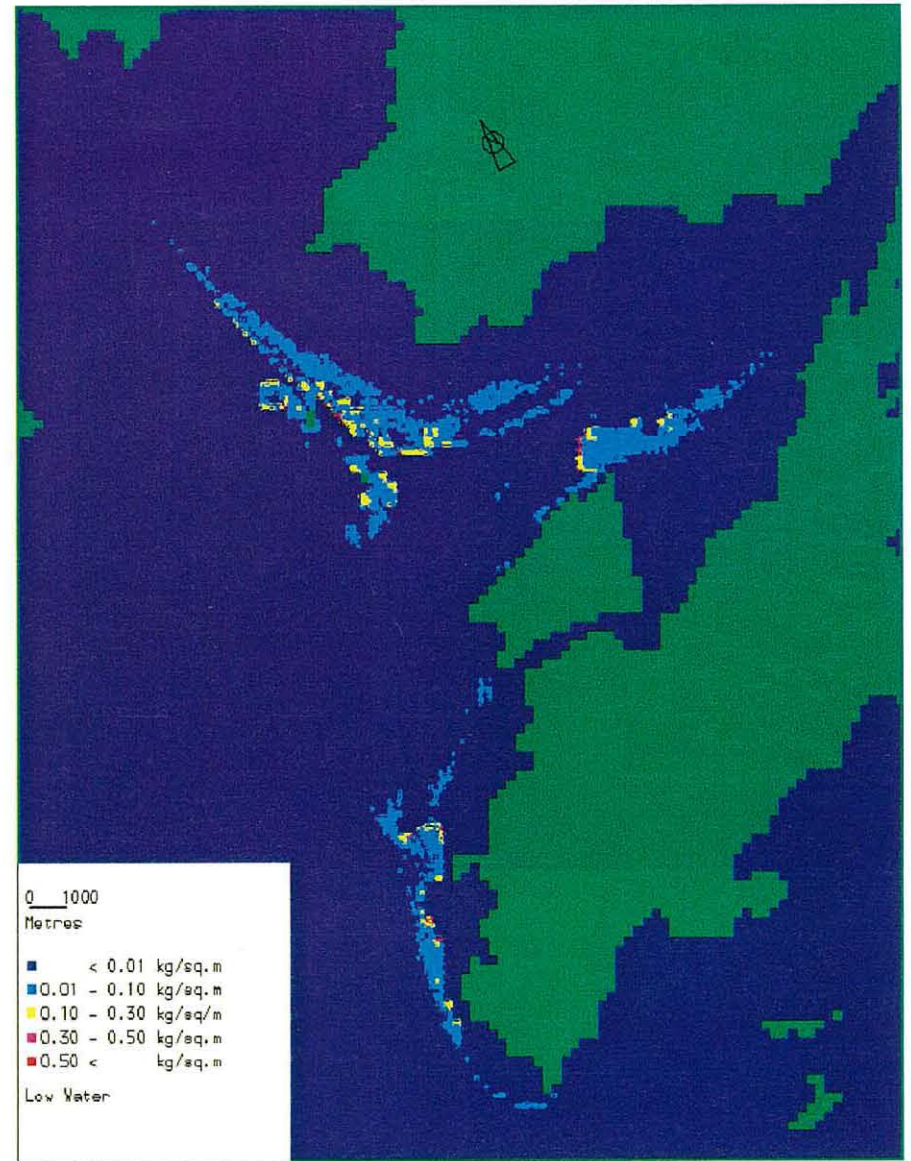 0 1000
Metres
< 0.01 kg/sq.m
0.01 - 0.10 kg/sq.m
0.10 - 0.30 kg/sq/m
0.30 - 0.50 kg/sq.m
0.50 < kg/sq.m
Low Water